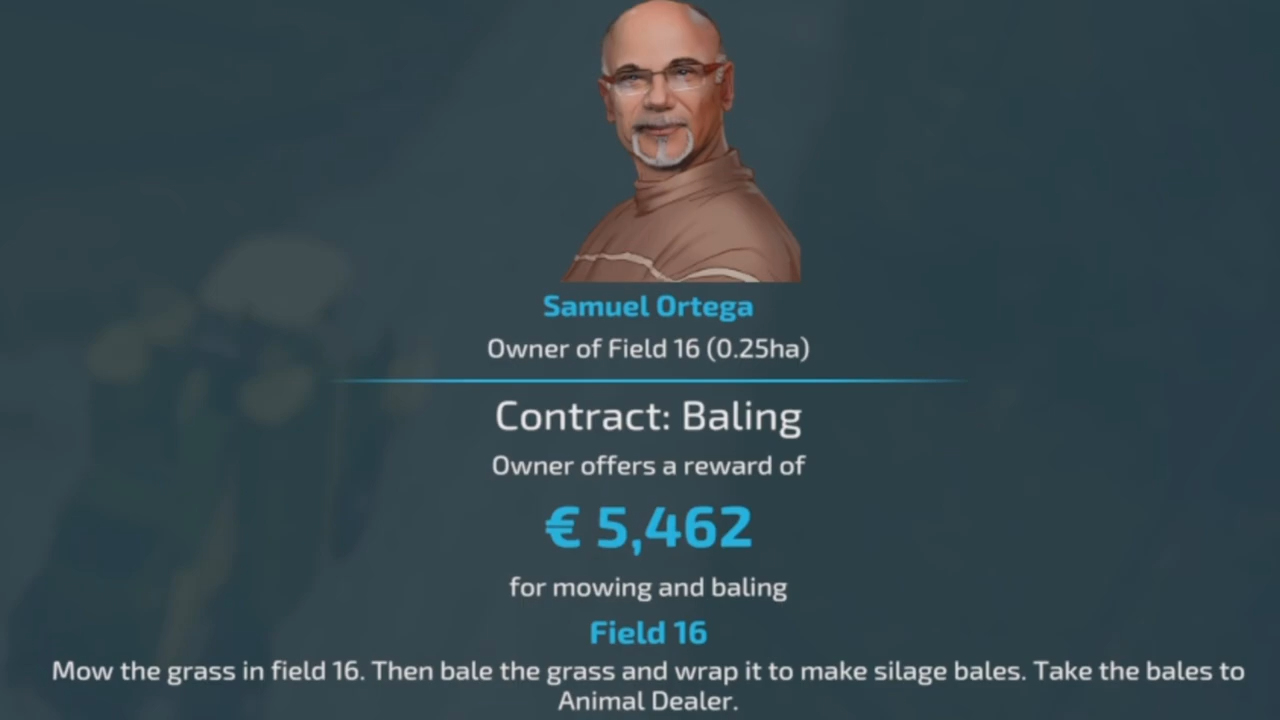 Samuel Ortega
Owner of Field 16 (0.25ha)
Contract: Baling
Owner offers a reward of
€ 5,462
for mowing and baling
Field 16
Mow the grass in field 16. Then bale the grass and wrap it to make silage bales. Take the bales to
Animal Dealer.